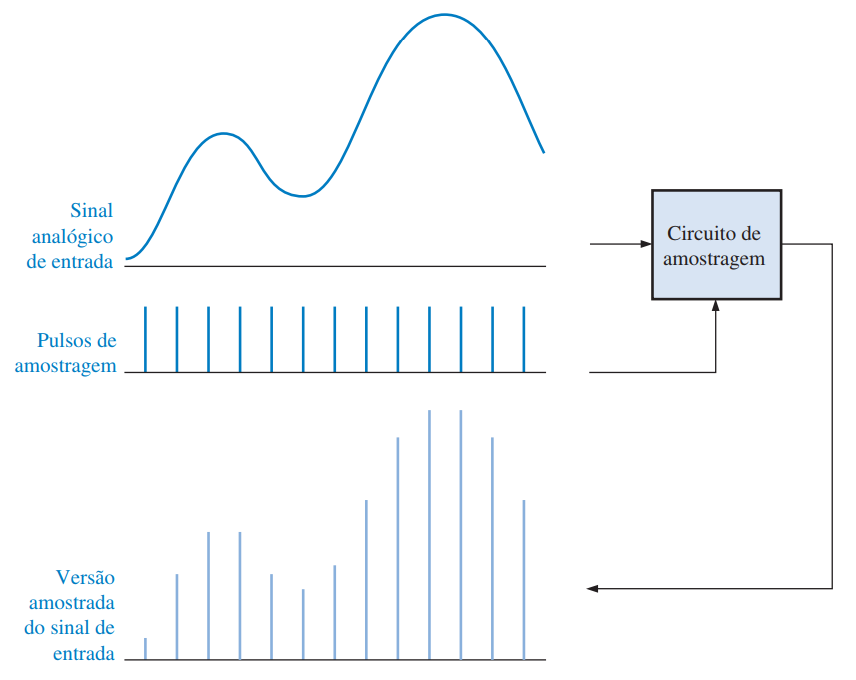 Sinal
analógico
de entrada
Circuito de
amostragem
Pulsos de
amostragem
Versão
amostrada
do sinal de
entrada